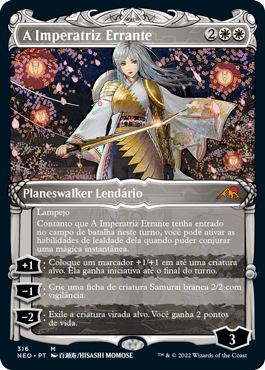 A Imperatriz Errante 2
Planeswalker Lendário
Lampejo
Contanto que A Imperatriz Errante tenha entrado
no campo de batalha neste turno, você pode ativar as
habilidades de lealdade dela quando puder conjurar
uma mágica instantânea.
+1: Coloque um marcador +1/+1 em até uma criatura
alvo. Ela ganha iniciativa até o final do turno.
-1: Crie uma ficha de criatura Samurai branca 2/2 com
vigilância.
-2: Exile a criatura virada alvo. Você ganha 2 pontos
de vida.
3
316 M
NEO • PT 百瀬寿/HISASHI MOMOSE ™ & © 2022 Wizards of the Coast